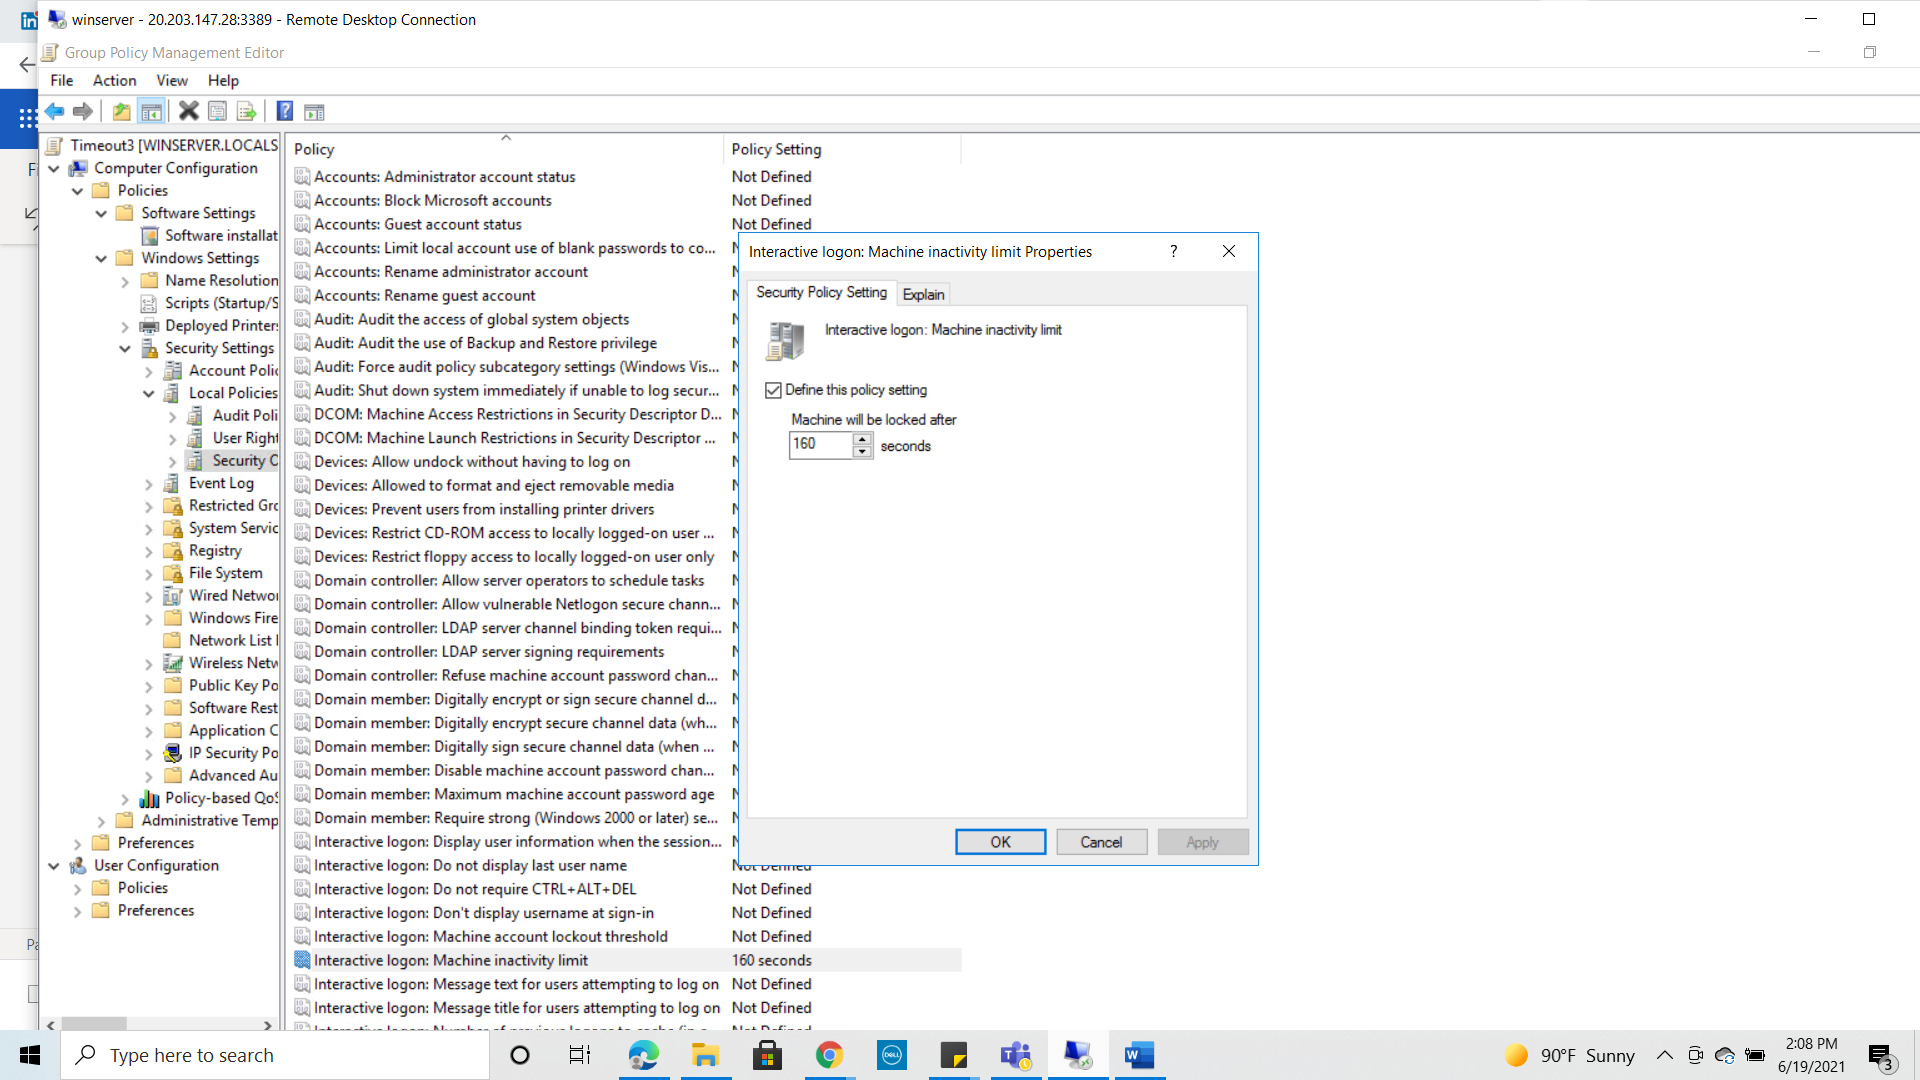 winserver - 20.203.147.28:3389 - Remote Desktop Connection
Group Policy Management Editor
File Action View Help
Timeout3 [WINSERVER.LOCALS
Computer Configuration
Policies
Software Settings
Software installat
Windows Settings
Name Resolution
Scripts (Startup/S
Deployed Printers
Security Settings
Account Polic
Local Policies
Audit Poli
User Right
Security O
Event Log
Restricted Gro
System Servic
Registry
File System
Wired Networ
Windows Fire
Network List
Wireless Netw
Public Key Po
Software Rest
Application C
IP Security Po
Advanced Au
Policy-based QoS
Administrative Temp
Preferences
User Configuration
Policies
Preferences
Policy Policy Setting
Accounts: Administrator account status Not Defined
Accounts: Block Microsoft accounts Not Defined
Accounts: Guest account status Not Defined
Accounts: Limit local account use of blank passwords to co...
Accounts: Rename administrator account
Accounts: Rename guest account
Audit: Audit the access of global system objects
Audit: Audit the use of Backup and Restore privilege
Audit: Force audit policy subcategory settings (Windows Vis...
Audit: Shut down system immediately if unable to log secur...
DCOM: Machine Access Restrictions in Security Descriptor D...
DCOM: Machine Launch Restrictions in Security Descriptor ...
Devices: Allow undock without having to log on
Devices: Allowed to format and eject removable media
Devices: Prevent users from installing printer drivers
Devices: Restrict CD-ROM access to locally logged-on user ...
Devices: Restrict floppy access to locally logged-on user only
Domain controller: Allow server operators to schedule tasks
Domain controller: Allow vulnerable Netlogon secure chann...
Domain controller: LDAP server channel binding token requi...
Domain controller: LDAP server signing requirements
Domain controller: Refuse machine account password chan...
Domain member: Digitally encrypt or sign secure channel d...
Domain member: Digitally encrypt secure channel data (wh...
Domain member: Digitally sign secure channel data (when ...
Domain member: Disable machine account password chan...
Domain member: Maximum machine account password age
Domain member: Require strong (Windows 2000 or later) se...
Interactive logon: Display user information when the session...
Interactive logon: Do not display last user name Not Defined
Interactive logon: Do not require CTRL+ALT+DEL Not Defined
Interactive logon: Don't display username at sign-in Not Defined
Interactive logon: Machine account lockout threshold Not Defined
Interactive logon: Machine inactivity limit 160 seconds
Interactive logon: Message text for users attempting to log on Not Defined
Interactive logon: Message title for users attempting to log on Not Defined
Interactive logon: Number of previous logons to cache (in c... Not Defined
Interactive logon: Machine inactivity limit Properties ?
Security Policy Setting Explain
Interactive logon: Machine inactivity limit
Define this policy setting
Machine will be locked after
160 seconds
OK Cancel Apply
Type here to search
DELL
W
90°F Sunny
2:08 PM
6/19/2021
3